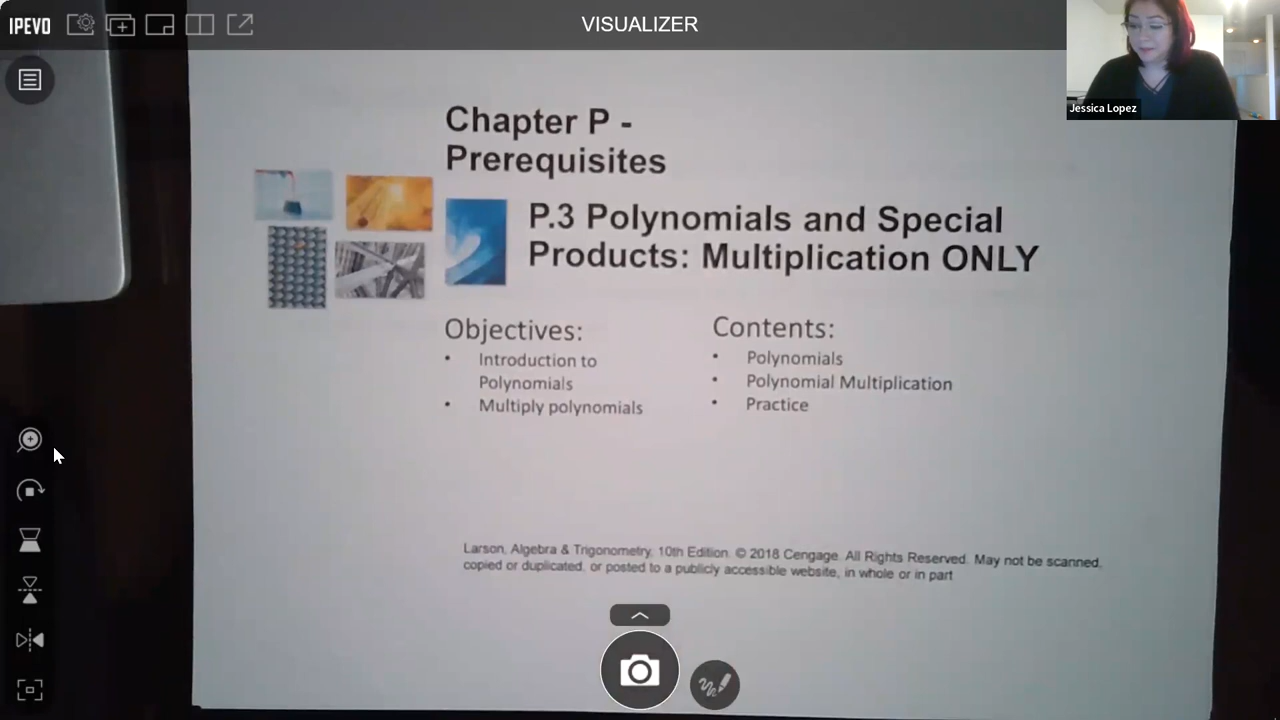 IPEVO
VISUALIZER
Jessica Lopez
Chapter P -
Prerequisites
P.3 Polynomials and Special
Products: Multiplication ONLY
Objectives:
• Introduction to
Polynomials
• Multiply polynomials
Contents:
• Polynomials
• Polynomial Multiplication
• Practice
Larson, Algebra & Trigonometry, 10th Edition. © 2018 Cengage. All Rights Reserved. May not be scanned,
copied or duplicated, or posted to a publicly accessible website, in whole or in part